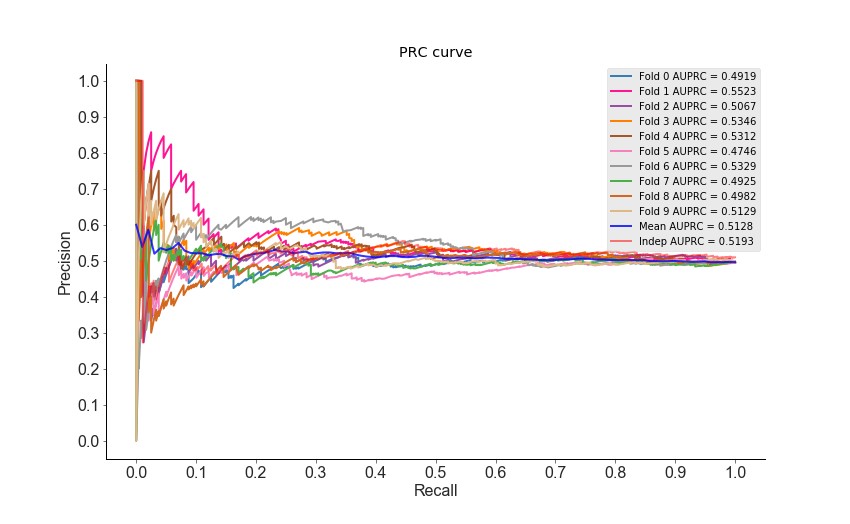 PRC curve
Fold 0 AUPRC = 0.4919
Fold 1 AUPRC = 0.5523
Fold 2 AUPRC = 0.5067
Fold 3 AUPRC = 0.5346
Fold 4 AUPRC = 0.5312
Fold 5 AUPRC = 0.4746
Fold 6 AUPRC = 0.5329
Fold 7 AUPRC = 0.4925
Fold 8 AUPRC = 0.4982
Fold 9 AUPRC = 0.5129
Mean AUPRC = 0.5128
Indep AUPRC = 0.5193
Precision
1.0
0.9
0.8
0.7
0.6
0.5
0.4
0.3
0.2
0.1
0.0
0.0 0.1 0.2 0.3 0.4 0.5 0.6 0.7 0.8 0.9 1.0
Recall